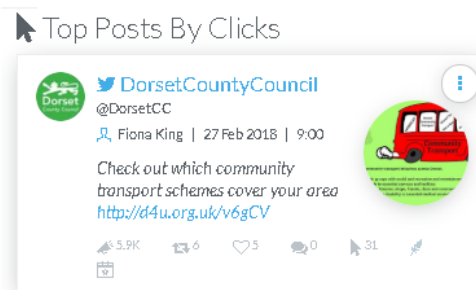 Top Posts By Clicks
DorsetCountyCouncil
Dorset
County Council
@DorsetCC
Fiona King | 27 Feb 2018 | 9:00
Check out which community
transport schemes cover your area
http://d4u.org.uk/v6gCV
Community
Transport
5.9K 6 5 0 31